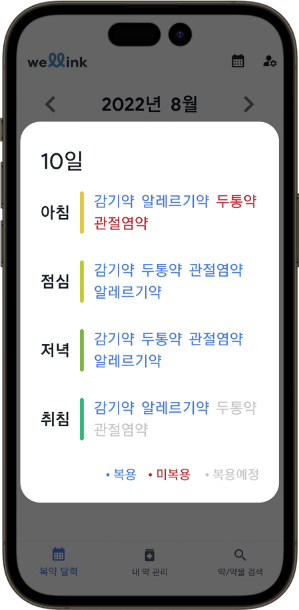 wellink
2022년 8월
10일
아침
감기약 알레르기약 두통약
관절염약
점심
감기약 두통약 관절염약
알레르기약
저녁
감기약 두통약 관절염약
알레르기약
취침
감기약 알레르기약 두통약
관절염약
• 복용 • 미복용 • 복용예정
복약 달력 내 약 관리 약/약물 검색